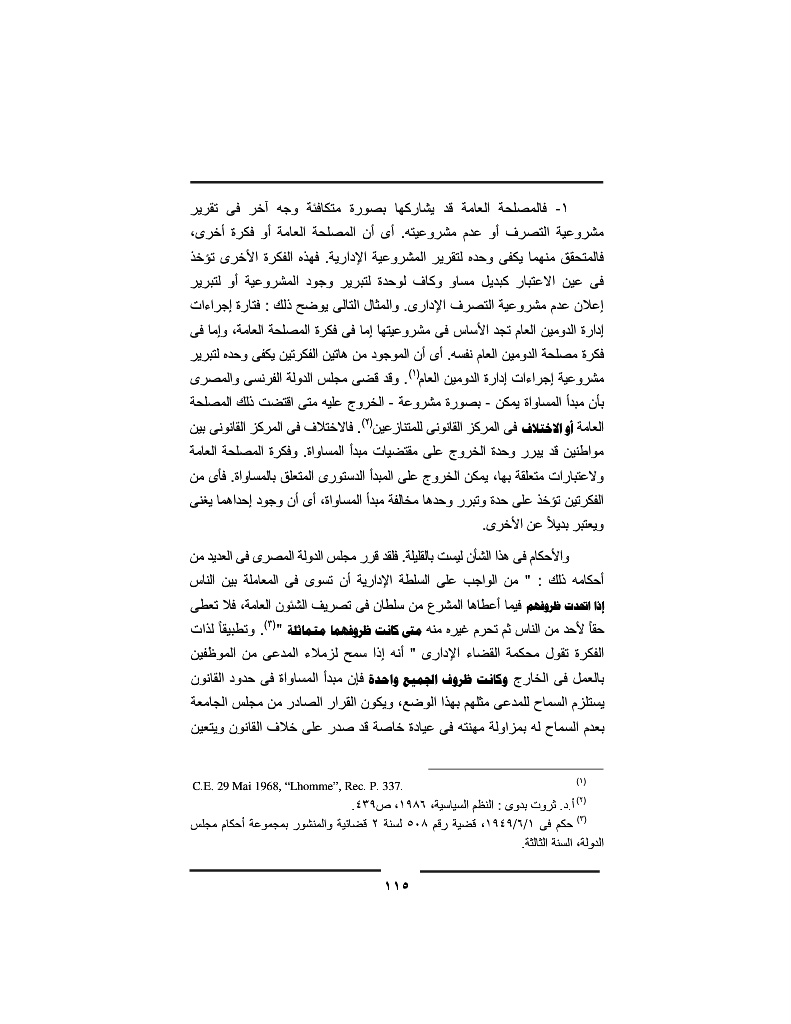 ١- فالمصلحة العامة قد يشاركها بصورة متكافئة وجه آخر فى تقرير
مشروعية التصرف أو عدم مشروعيته. أى أن المصلحة العامة أو فكرة أخرى،
فالمتحقق منهما يكفى وحده لتقرير المشروعية الإدارية. فهذه الفكرة الأخرى تؤخذ
فى عين الاعتبار كبديل مساو وكاف لوحدة لتبرير وجود المشروعية أو لتبرير
إعلان عدم مشروعية التصرف الإدارى. والمثال التالى يوضح ذلك : فتارة إجراءات
إدارة الدومين العام تجد الأساس فى مشروعيتها إما فى فكرة المصلحة العامة، وإما فى
فكرة مصلحة الدومين العام نفسه. أى أن الموجود من هاتين الفكرتين يكفى وحده لتبرير
مشروعية إجراءات إدارة الدومين العام(١). وقد قضى مجلس الدولة الفرنسى والمصرى
بأن مبدأ المساواة يمكن - بصورة مشروعة - الخروج عليه متى اقتضت ذلك المصلحة
العامة أو الاختلاف فى المركز القانونى للمتنازعين(٢). فالاختلاف فى المركز القانونى بين
مواطنين قد يبرر وحدة الخروج على مقتضيات مبدأ المساواة. وفكرة المصلحة العامة
ولاعتبارات متعلقة بها، يمكن الخروج على المبدأ الدستورى المتعلق بالمساواة. فأى من
الفكرتين تؤخذ على حدة وتبرر وحدها مخالفة مبدأ المساواة، أى أن وجود إحداهما يغنى
ويعتبر بديلاً عن الأخرى.
والأحكام فى هذا الشأن ليست بالقليلة. فلقد قرر مجلس الدولة المصرى فى العديد من
أحكامه ذلك : " من الواجب على السلطة الإدارية أن تسوى فى المعاملة بين الناس
إذا اتحدت ظروفهم فيما أعطاها المشرع من سلطان فى تصريف الشئون العامة، فلا تعطى
حقاً لأحد من الناس ثم تحرم غيره منه متى كانت ظروفهما متماثلة "(٣). وتطبيقاً لذات
الفكرة تقول محكمة القضاء الإدارى " أنه إذا سمح لزملاء المدعى من الموظفين
بالعمل فى الخارج وكانت ظروف الجميع واحدة فإن مبدأ المساواة فى حدود القانون
يستلزم السماح للمدعى مثلهم بهذا الوضع، ويكون القرار الصادر من مجلس الجامعة
بعدم السماح له بمزاولة مهنته فى عيادة خاصة قد صدر على خلاف القانون ويتعين
(١) C.E. 29 Mai 1968, “Lhomme”, Rec. P. 337.
(٢) أ.د. ثروت بدوى : النظم السياسية، ١٩٨٦، ص٤٣٩.
(٣) حكم فى ١٩٤٩/٦/١، قضية رقم ٥٠٨ لسنة ٢ قضائية والمنشور بمجموعة أحكام مجلس
الدولة، السنة الثالثة.
١١٥